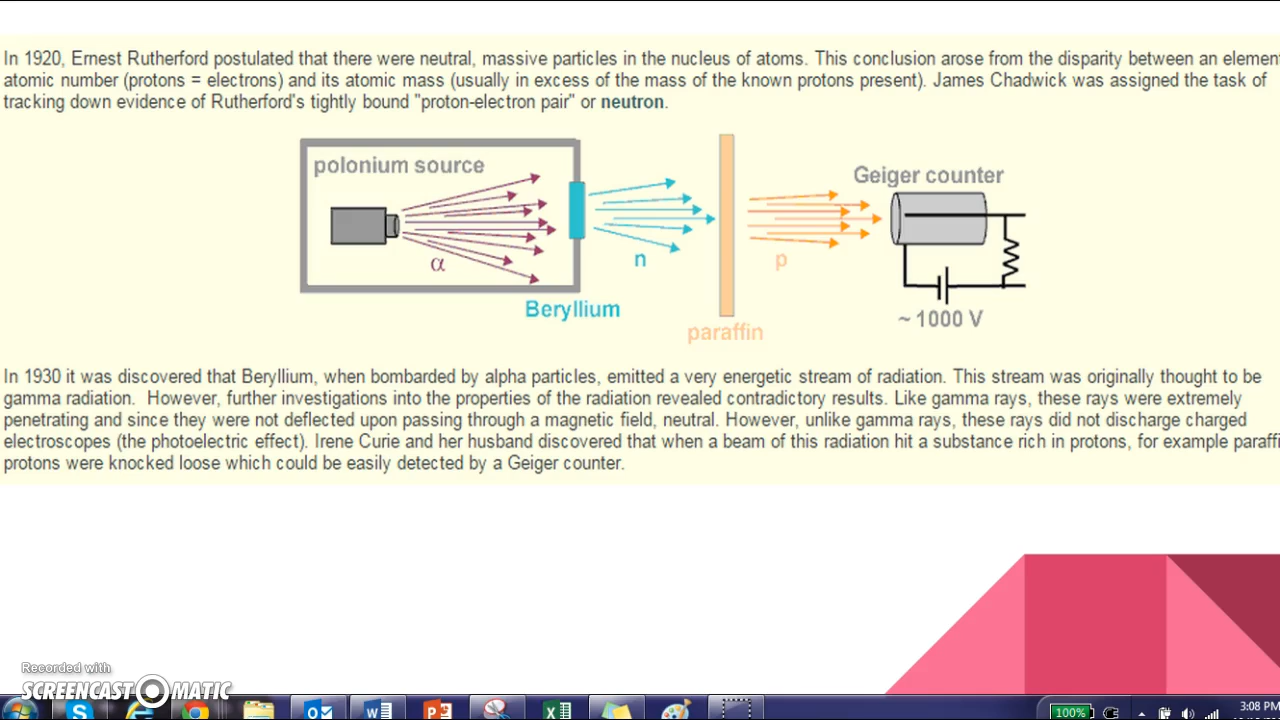 In 1920, Ernest Rutherford postulated that there were neutral, massive particles in the nucleus of atoms. This conclusion arose from the disparity between an elemen
atomic number (protons = electrons) and its atomic mass (usually in excess of the mass of the known protons present). James Chadwick was assigned the task of
tracking down evidence of Rutherford's tightly bound "proton-electron pair" or neutron.
polonium source
Geiger counter
α
n
p
Beryllium
~ 1000 V
paraffin
In 1930 it was discovered that Beryllium, when bombarded by alpha particles, emitted a very energetic stream of radiation. This stream was originally thought to be
gamma radiation. However, further investigations into the properties of the radiation revealed contradictory results. Like gamma rays, these rays were extremely
penetrating and since they were not deflected upon passing through a magnetic field, neutral. However, unlike gamma rays, these rays did not discharge charged
electroscopes (the photoelectric effect). Irene Curie and her husband discovered that when a beam of this radiation hit a substance rich in protons, for example paraffi
protons were knocked loose which could be easily detected by a Geiger counter.
Recorded with
SCREENCAST MATIC
100%
3:08 PM